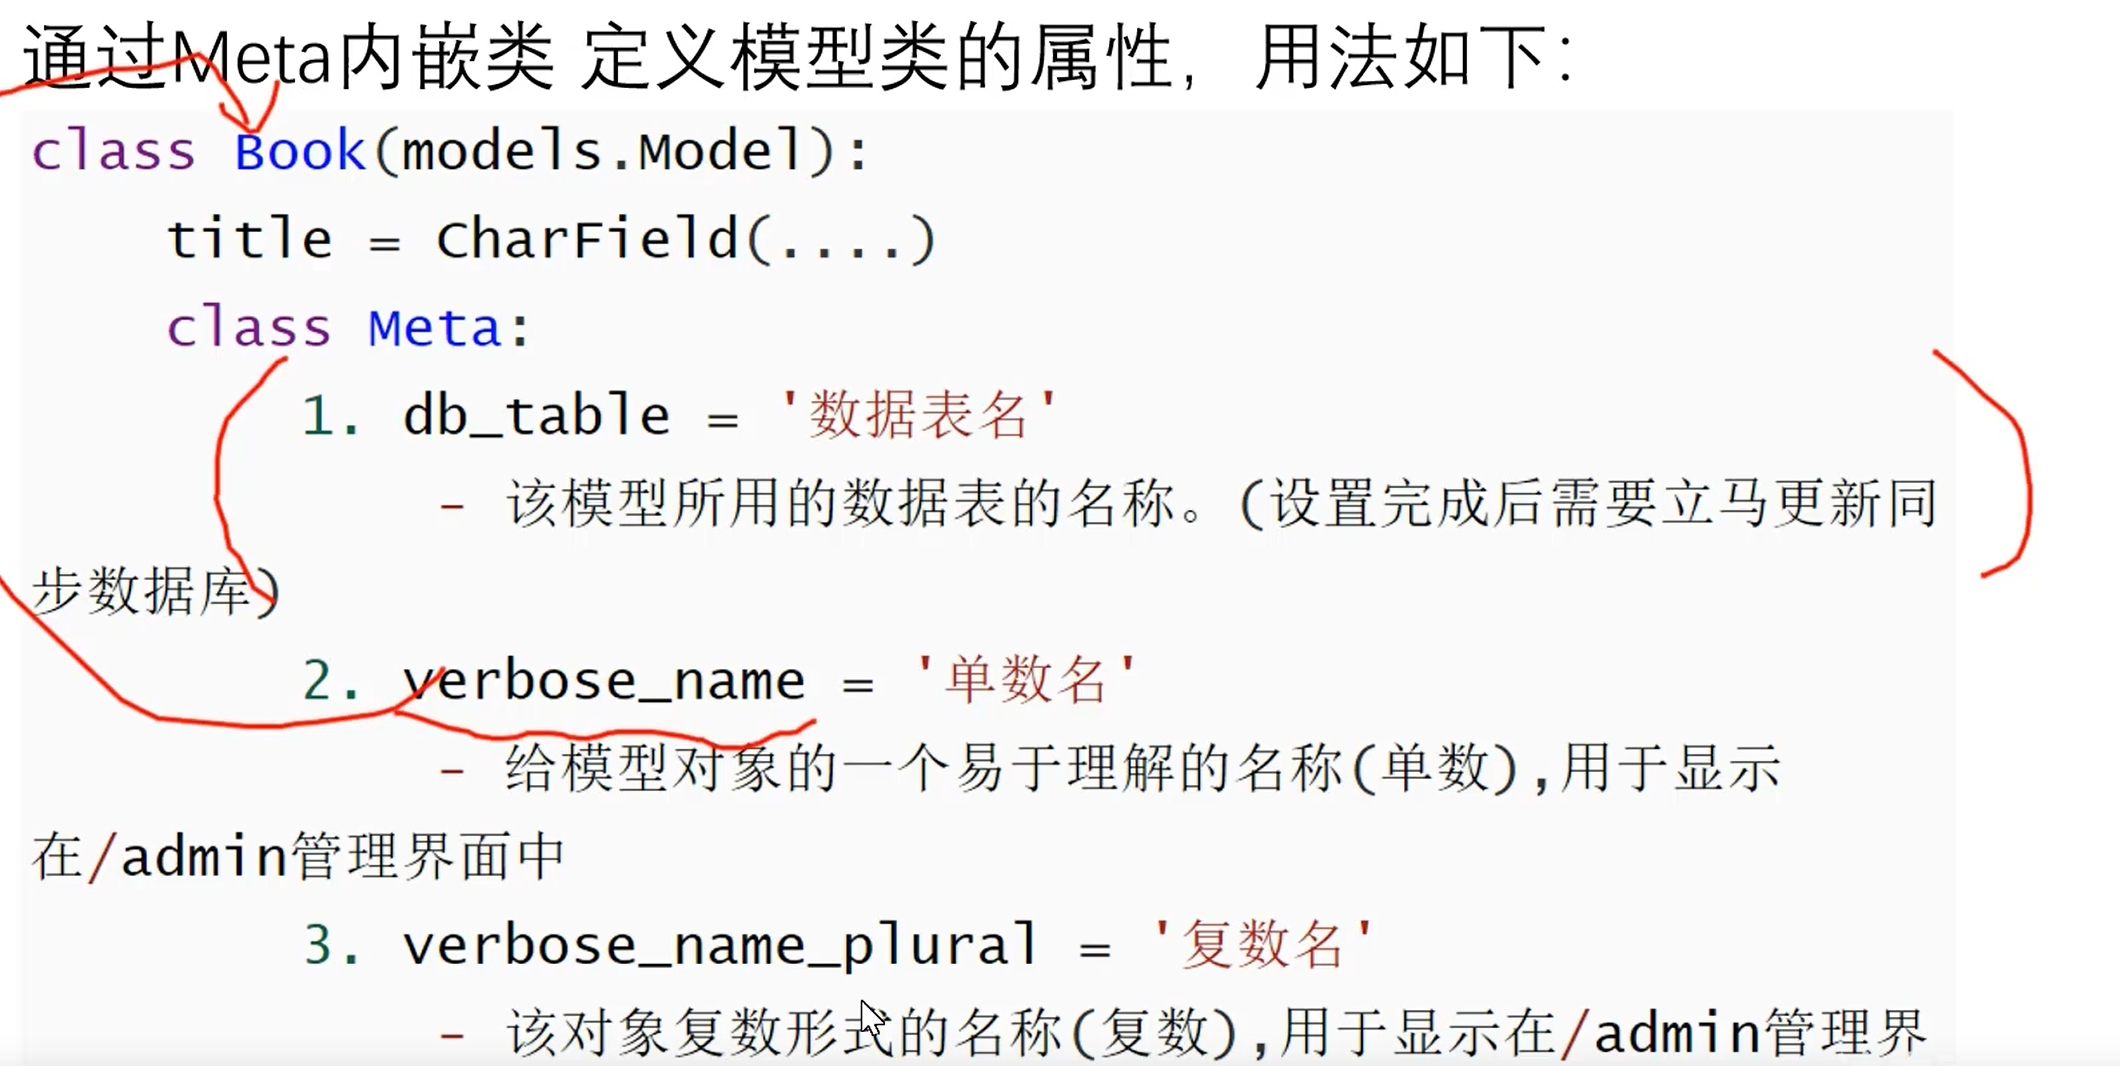 通过Meta内嵌类 定义模型类的属性，用法如下：
class Book(models.Model):
title = CharField(....)
class Meta:
1. db_table = '数据表名'
- 该模型所用的数据表的名称。(设置完成后需要立马更新同
步数据库)
2. verbose_name = '单数名'
- 给模型对象的一个易于理解的名称(单数),用于显示
在/admin管理界面中
3. verbose_name_plural = '复数名'
- 该对象复数形式的名称(复数),用于显示在/admin管理界